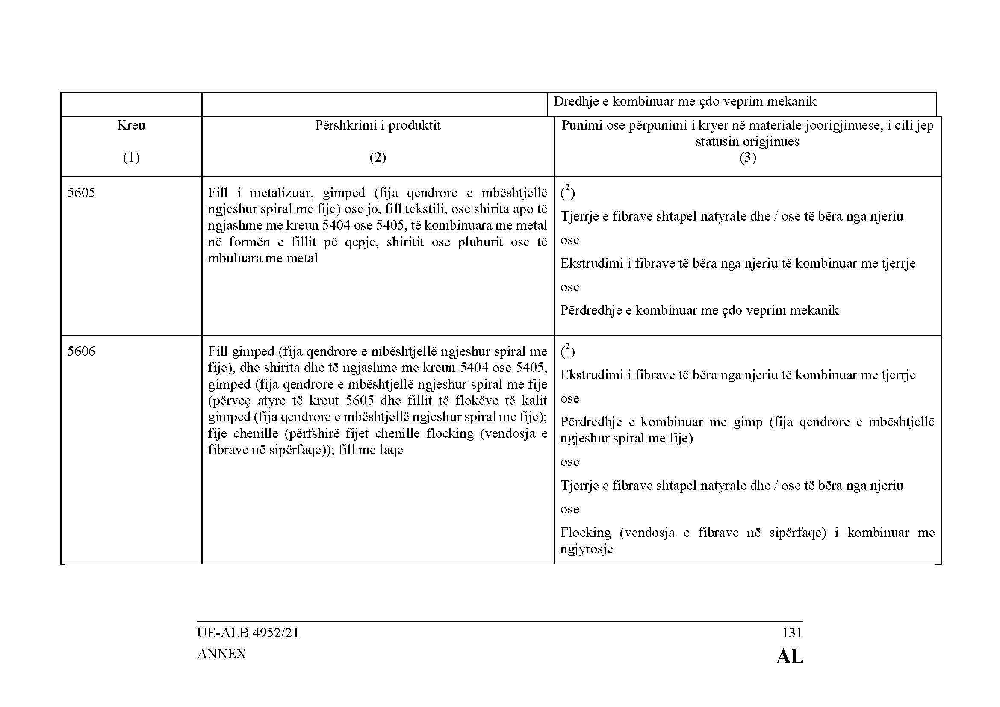 Dredhje e kombinuar me çdo veprim mekanik
Kreu
(1)
Përshkrimi i produktit
(2)
Punimi ose përpunimi i kryer në materiale joorigjinuese, i cili jep
statusin origjinues
(3)
5605
Fill i metalizuar, gimped (fija qendrore e mbështjellë
ngjeshur spiral me fije) ose jo, fill tekstili, ose shirita apo të
ngjashme me kreun 5404 ose 5405, të kombinuara me metal
në formën e fillit pë qepje, shiritit ose pluhurit ose të
mbuluara me metal
(²)
Tjerrje e fibrave shtapel natyrale dhe / ose të bëra nga njeriu
ose
Ekstrudimi i fibrave të bëra nga njeriu të kombinuar me tjerrje
ose
Përdredhje e kombinuar me çdo veprim mekanik
5606
Fill gimped (fija qendrore e mbështjellë ngjeshur spiral me
fije), dhe shirita dhe të ngjashme me kreun 5404 ose 5405,
gimped (fija qendrore e mbështjellë ngjeshur spiral me fije
(përveç atyre të kreut 5605 dhe fillit të flokëve të kalit
gimped (fija qendrore e mbështjellë ngjeshur spiral me fije);
fije chenille (përfshirë fijet chenille flocking (vendosja e
fibrave në sipërfaqe)); fill me laqe
(²)
Ekstrudimi i fibrave të bëra nga njeriu të kombinuar me tjerrje
ose
Përdredhje e kombinuar me gimp (fija qendrore e mbështjellë
ngjeshur spiral me fije)
ose
Tjerrje e fibrave shtapel natyrale dhe / ose të bëra nga njeriu
ose
Flocking (vendosja e fibrave në sipërfaqe) i kombinuar me
ngjyrosje
UE-ALB 4952/21
131
ANNEX
AL